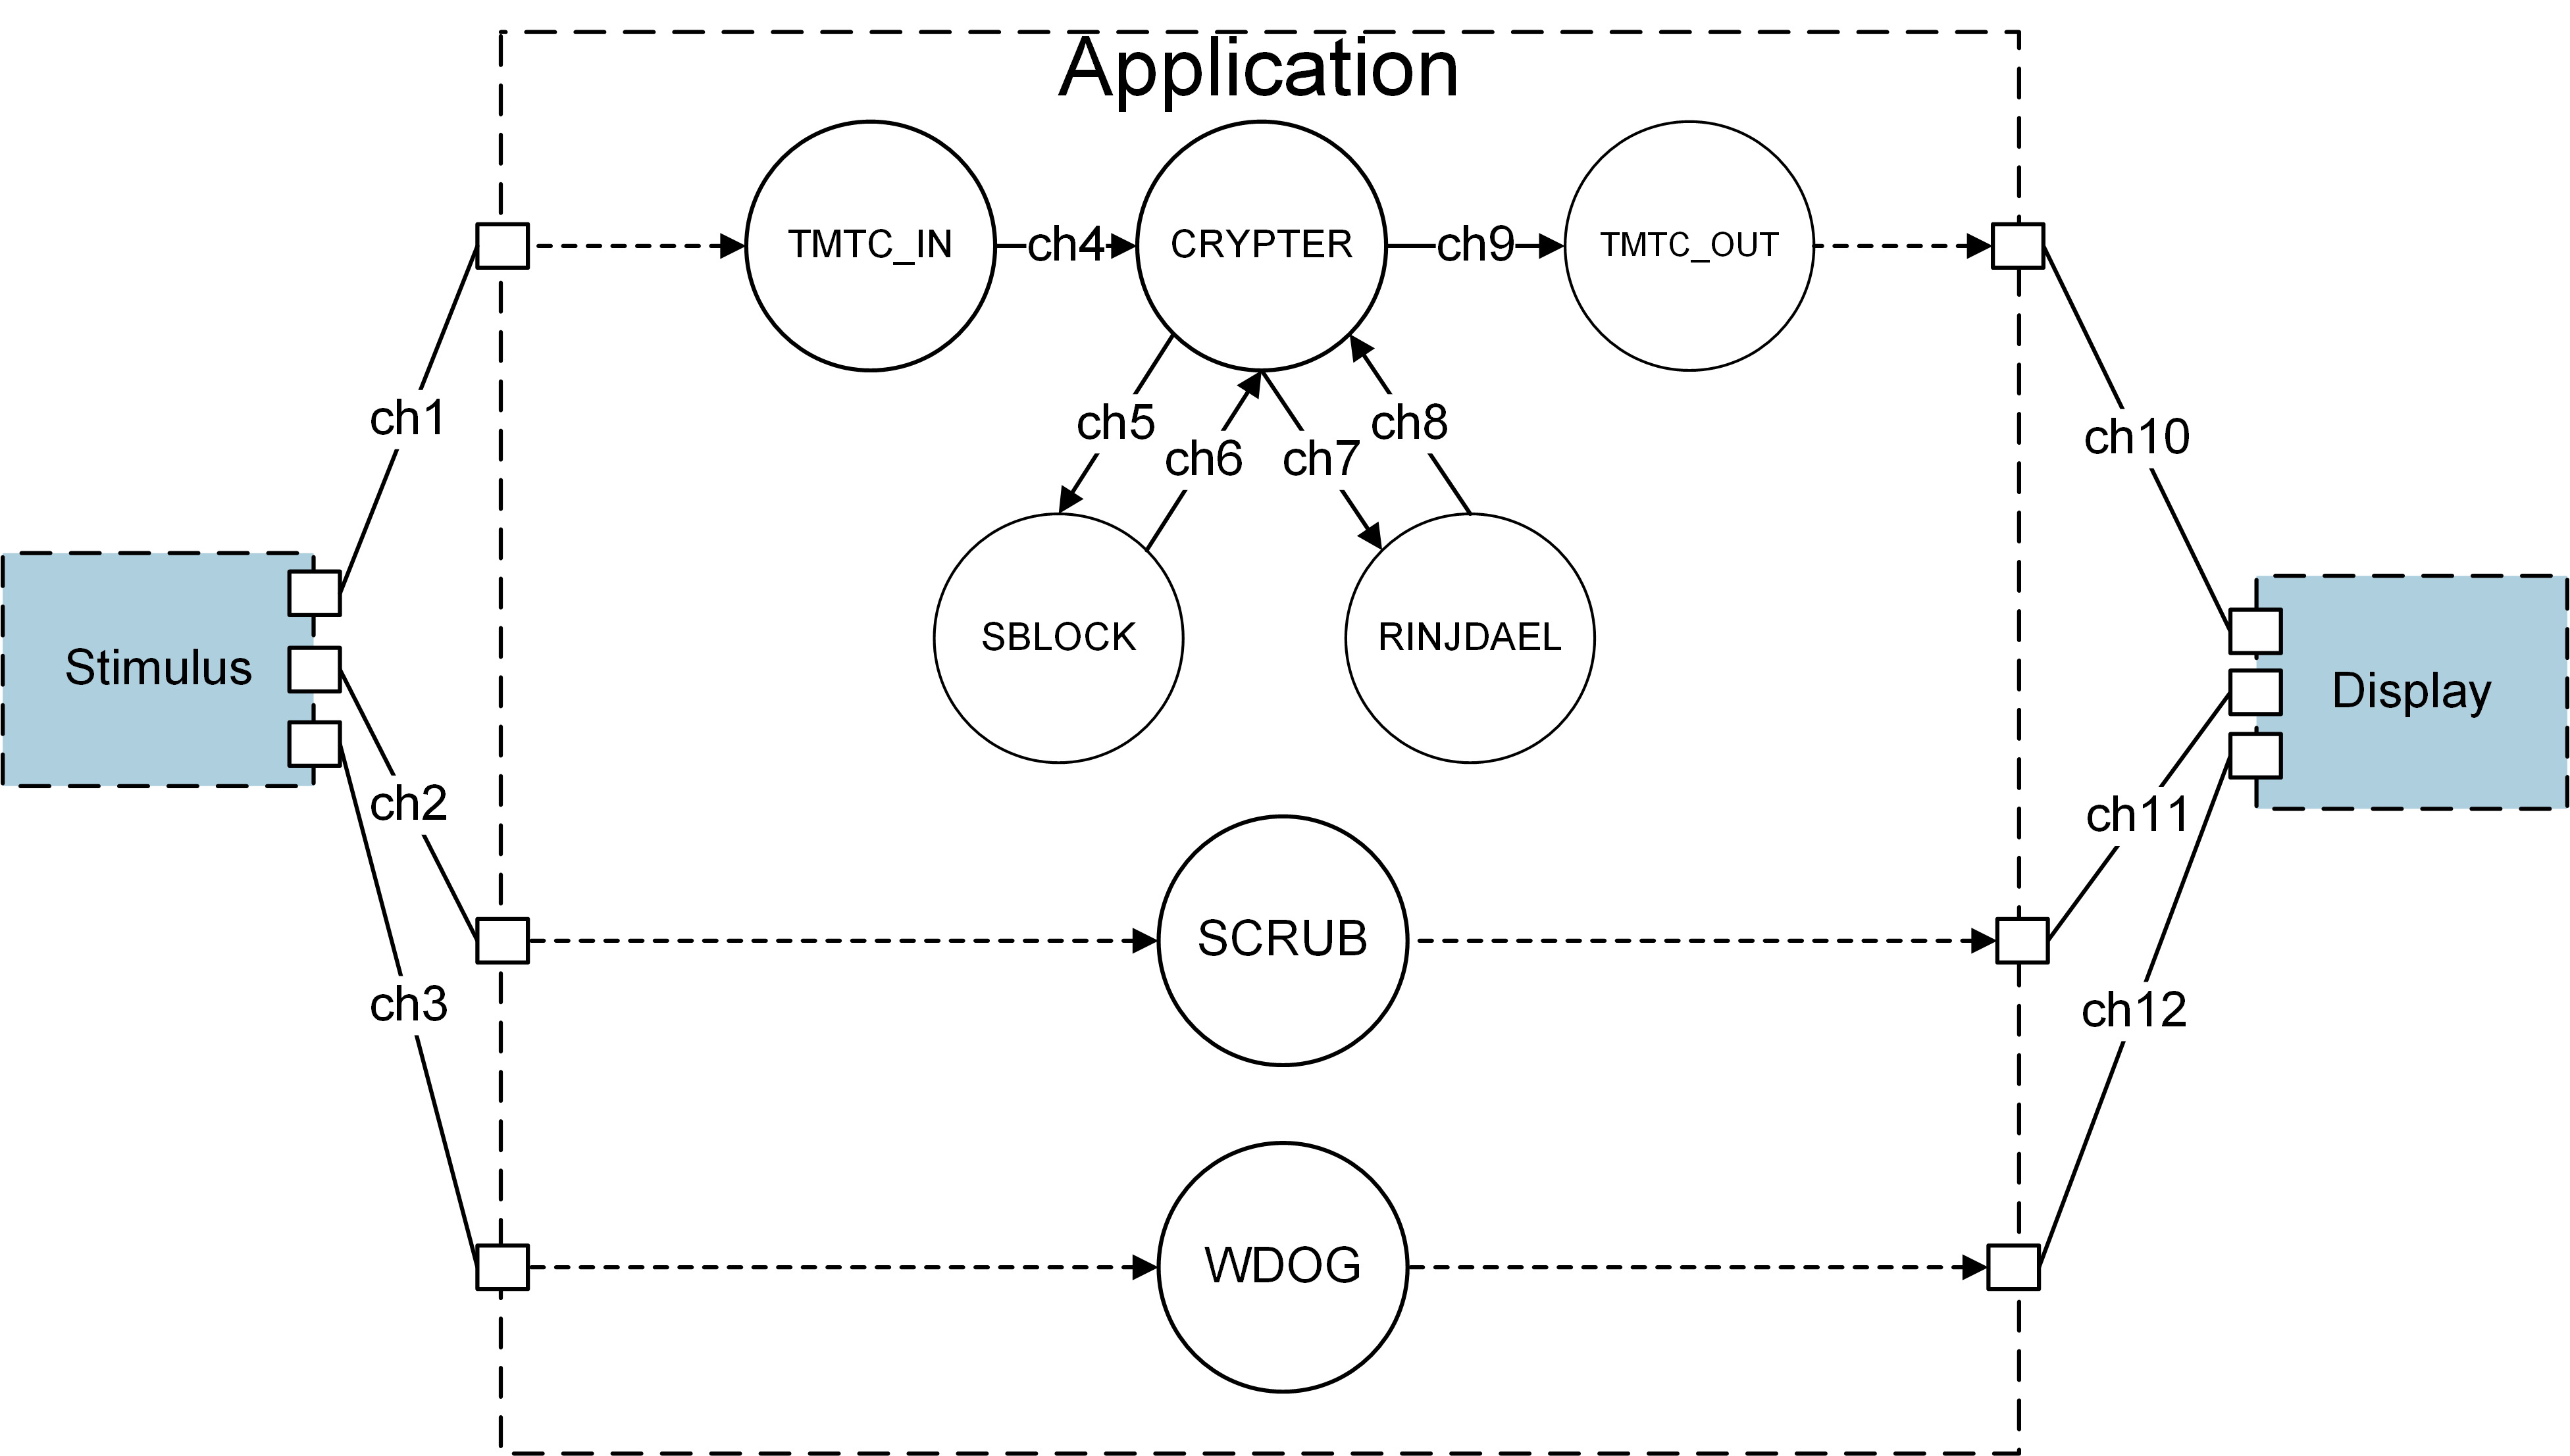 Application
TMTC_IN
ch4
CRYPTER
ch9
TMTC_OUT
ch1
ch5
ch6
ch7
ch8
ch10
SBLOCK
RINJDAEL
Stimulus
Display
ch2
ch11
SCRUB
ch3
ch12
WDOG